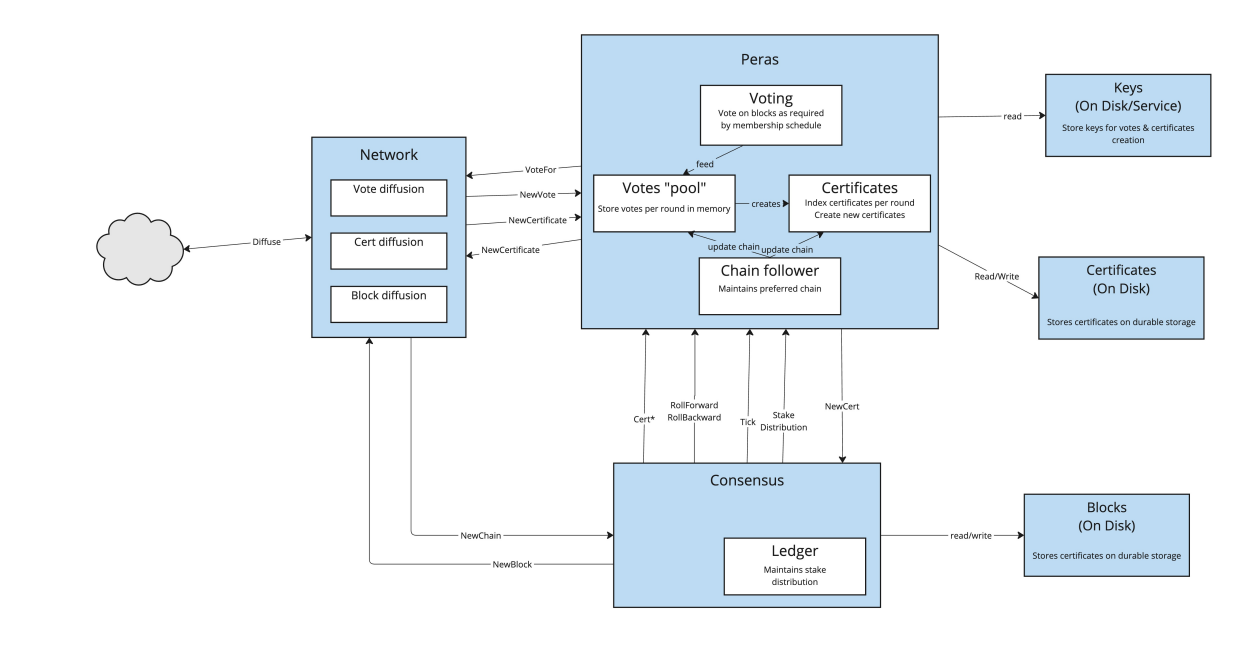 Peras
Voting
Vote on blocks as required
by membership schedule
Keys
(On Disk/Service)
Store keys for votes & certificates
creation
read
Network
Vote diffusion
Cert diffusion
Block diffusion
VoteFor
NewVote
NewCertificate
NewCertificate
feed
Votes "pool"
Store votes per round in memory
creates
Certificates
Index certificates per round
Create new certificates
update chain
update chain
Chain follower
Maintains preferred chain
Diffuse
Read/Write
Certificates
(On Disk)
Stores certificates on durable storage
Cert*
RollForward
RollBackward
Tick
Stake
Distribution
NewCert
Consensus
Ledger
Maintains stake
distribution
NewChain
NewBlock
read/write
Blocks
(On Disk)
Stores certificates on durable storage